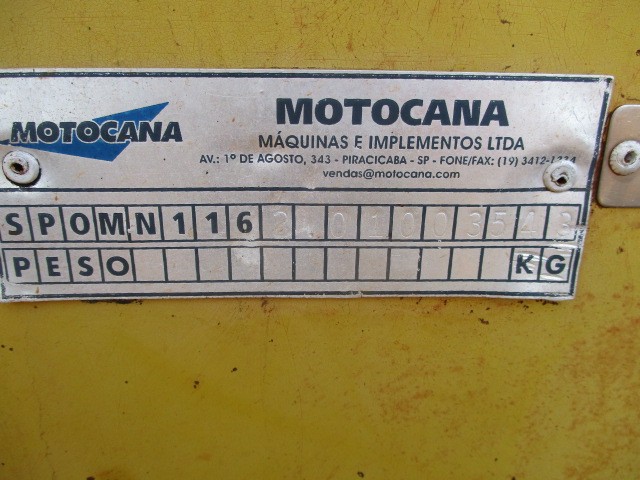 MOTOCANA
MOTOCANA
MÁQUINAS E IMPLEMENTOS LTDA
AV.: 1º DE AGOSTO, 343 - PIRACICABA - SP - FONE/FAX: (19) 3412-1234
vendas@motocana.com
SPOMN116
PESO KG